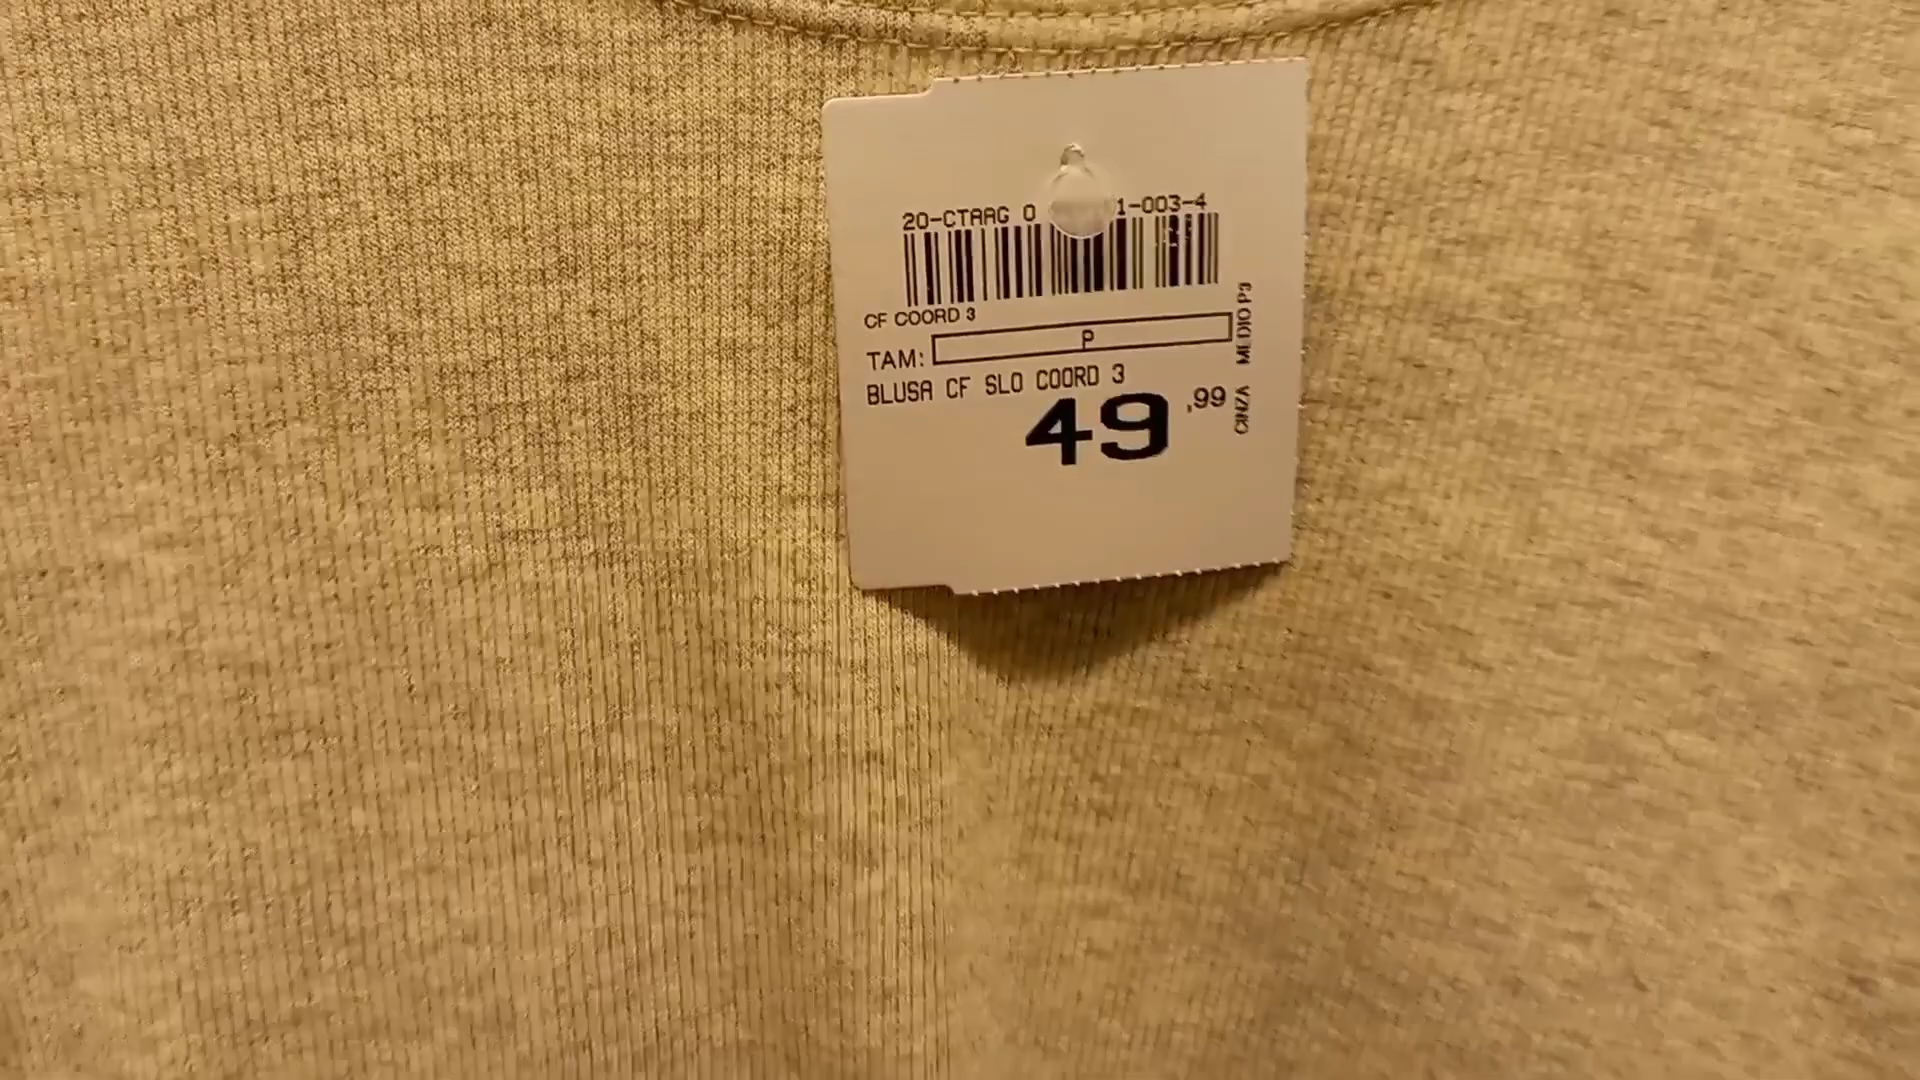 20-CTAAG 0 1-003-4
CF COORD 3
TAM: P
BLUSA CF SLO COORD 3
49,99
CINZA MEDIO P3